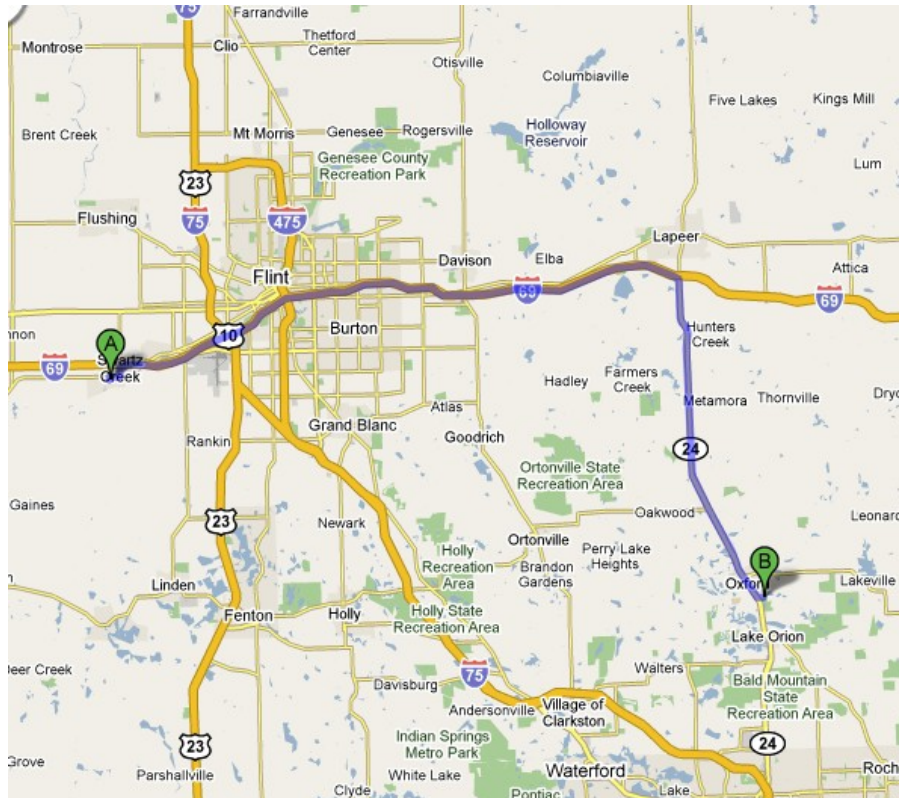 75
Farrandville
Montrose
Clio
Thetford
Center
Otisville
Columbiaville
Five Lakes
Kings Mill
Brent Creek
Mt Morris
Genesee
Rogersville
Holloway
Reservoir
Genesee County
Recreation Park
Lum
23
Flushing
75
475
Lapeer
Flint
Davison
Elba
69
Attica
69
10
Burton
Hunters
Creek
A
69
Swartz
Creek
Hadley
Farmers
Creek
Metamora
Thornville
Atlas
Rankin
Grand Blanc
Goodrich
24
Ortonville State
Recreation Area
Gaines
23
Newark
Oakwood
Ortonville
Perry Lake
Heights
Brandon
Gardens
Holly
Recreation
Area
B
Linden
Oxford
Lakeville
Fenton
Holly
Holly State
Recreation Area
Lake Orion
Walters
75
Davisburg
Bald Mountain
State
Recreation Area
Andersonville
Village of
Clarkston
Indian Springs
Metro Park
23
24
Parshallville
White Lake
Waterford
Clyde
Lake